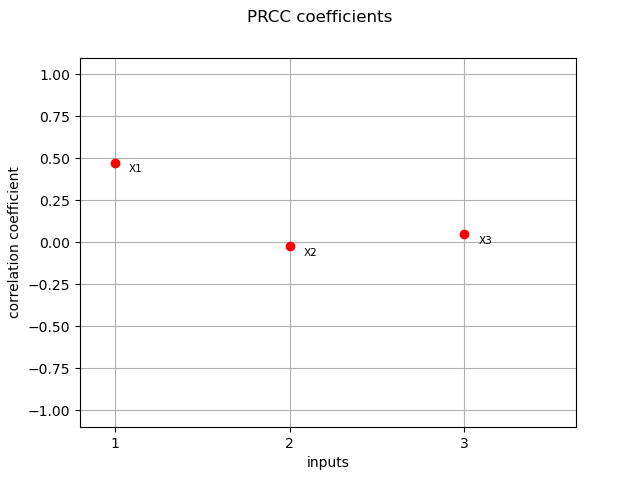 PRCC coefficients
1.00
0.75
0.50
0.25
0.00
−0.25
−0.50
−0.75
−1.00
correlation coefficient
X1
X2
X3
1 2 3
inputs